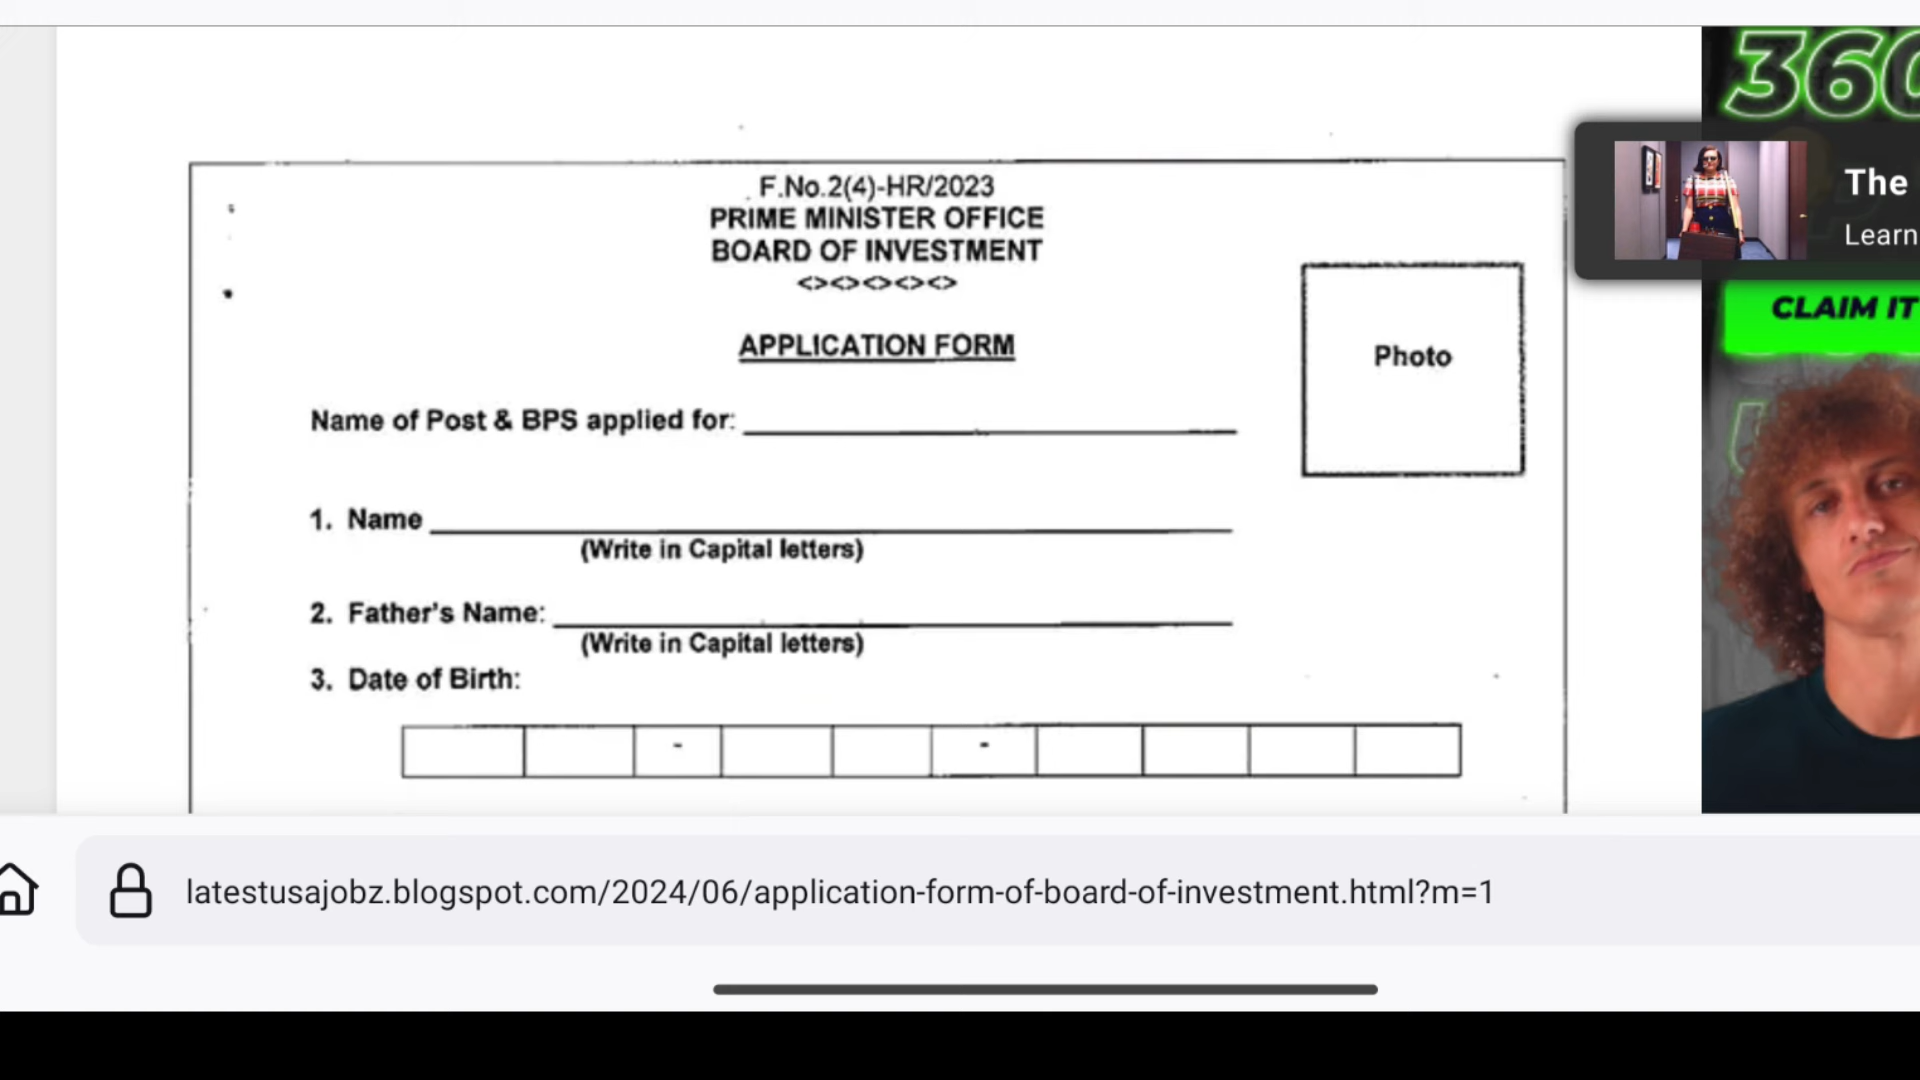 F.No.2(4)-HR/2023
PRIME MINISTER OFFICE
BOARD OF INVESTMENT
<><><><><>
APPLICATION FORM
Photo
Name of Post & BPS applied for:
1. Name
(Write in Capital letters)
2. Father's Name:
(Write in Capital letters)
3. Date of Birth:
- -
360
The
Learn
CLAIM IT
latestusajobz.blogspot.com/2024/06/application-form-of-board-of-investment.html?m=1